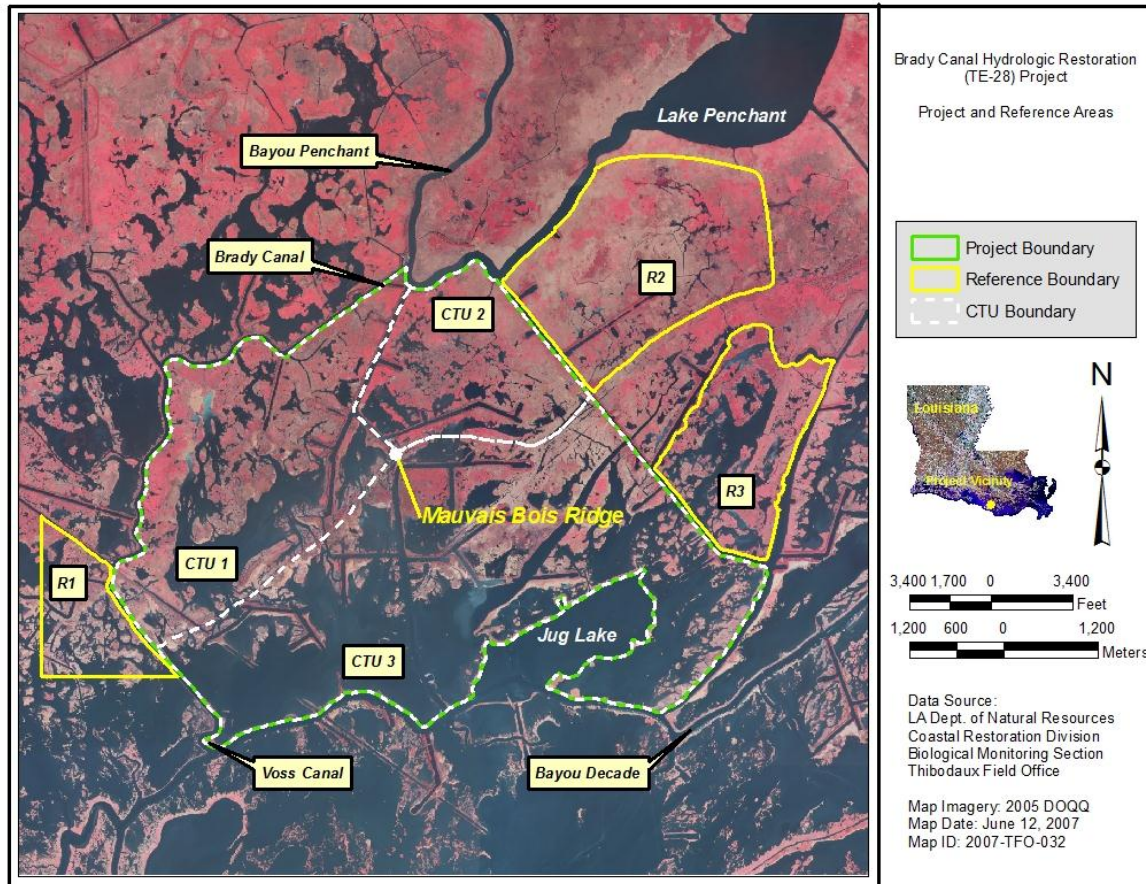 Lake Penchant
Bayou Penchant
Brady Canal
R2
CTU 2
R3
Mauvais Bois Ridge
CTU 1
R1
Jug Lake
CTU 3
Voss Canal
Bayou Decade
Brady Canal Hydrologic Restoration
(TE-28) Project
Project and Reference Areas
Project Boundary
Reference Boundary
CTU Boundary
N
Louisiana
Project Vicinity
3,400 1,700 0 3,400
Feet
1,200 600 0 1,200
Meters
Data Source:
LA Dept. of Natural Resources
Coastal Restoration Division
Biological Monitoring Section
Thibodaux Field Office
Map Imagery: 2005 DOQQ
Map Date: June 12, 2007
Map ID: 2007-TFO-032